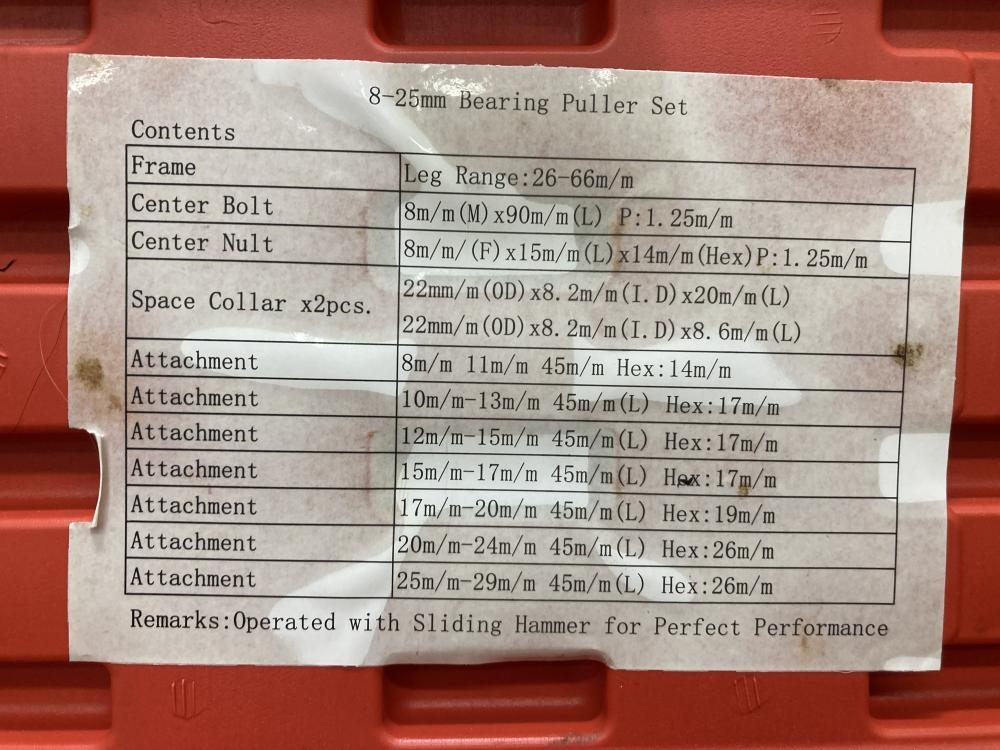 8-25mm Bearing Puller Set
Contents
Frame Leg Range:26-66m/m
Center Bolt 8m/m(M)x90m/m(L) P:1.25m/m
Center Nult 8m/m/(F)x15m/m(L)x14m/m(Hex)P:1.25m/m
Space Collar x2pcs. 22mm/m(OD)x8.2m/m(I.D)x20m/m(L)
22mm/m(OD)x8.2m/m(I.D)x8.6m/m(L)
Attachment 8m/m 11m/m 45m/m Hex:14m/m
Attachment 10m/m-13m/m 45m/m(L) Hex:17m/m
Attachment 12m/m-15m/m 45m/m(L) Hex:17m/m
Attachment 15m/m-17m/m 45m/m(L) Hex:17m/m
Attachment 17m/m-20m/m 45m/m(L) Hex:19m/m
Attachment 20m/m-24m/m 45m/m(L) Hex:26m/m
Attachment 25m/m-29m/m 45m/m(L) Hex:26m/m
Remarks:Operated with Sliding Hammer for Perfect Performance